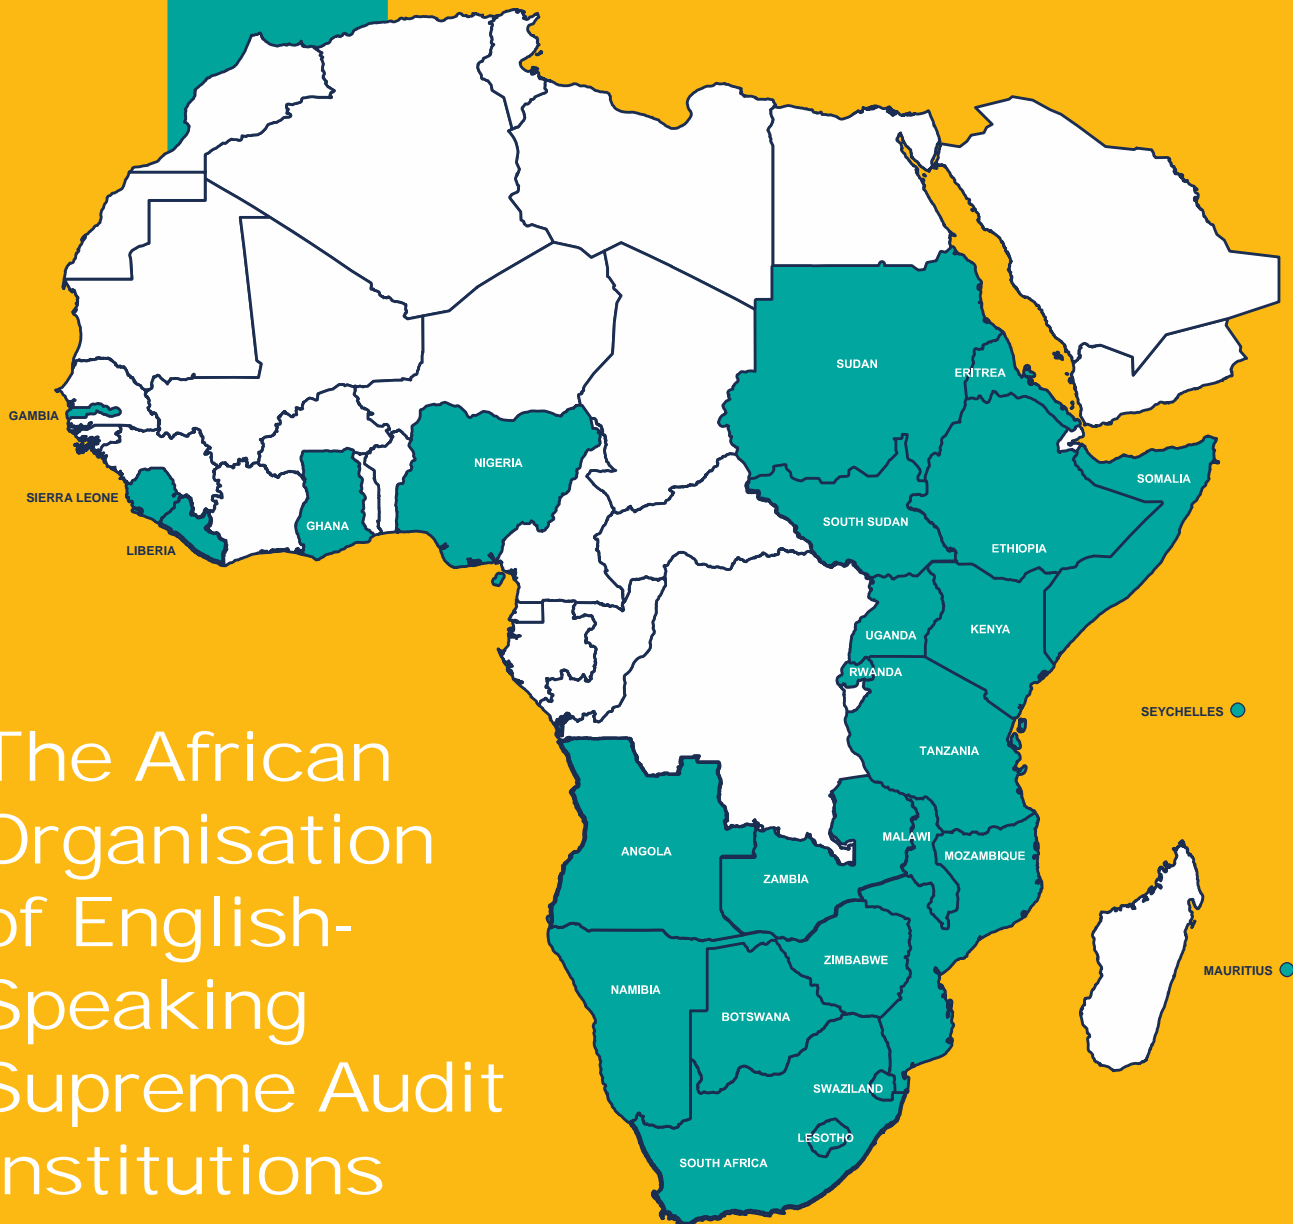 SUDAN
ERITREA
GAMBIA
NIGERIA
SOMALIA
SIERRA LEONE
GHANA
SOUTH SUDAN
LIBERIA
ETHIOPIA
UGANDA
KENYA
RWANDA
SEYCHELLES
TANZANIA
MALAWI
ANGOLA
MOZAMBIQUE
ZAMBIA
ZIMBABWE
MAURITIUS
NAMIBIA
BOTSWANA
SWAZILAND
LESOTHO
SOUTH AFRICA
The African
Organisation
of English-
Speaking
Supreme Audit
nstitutions